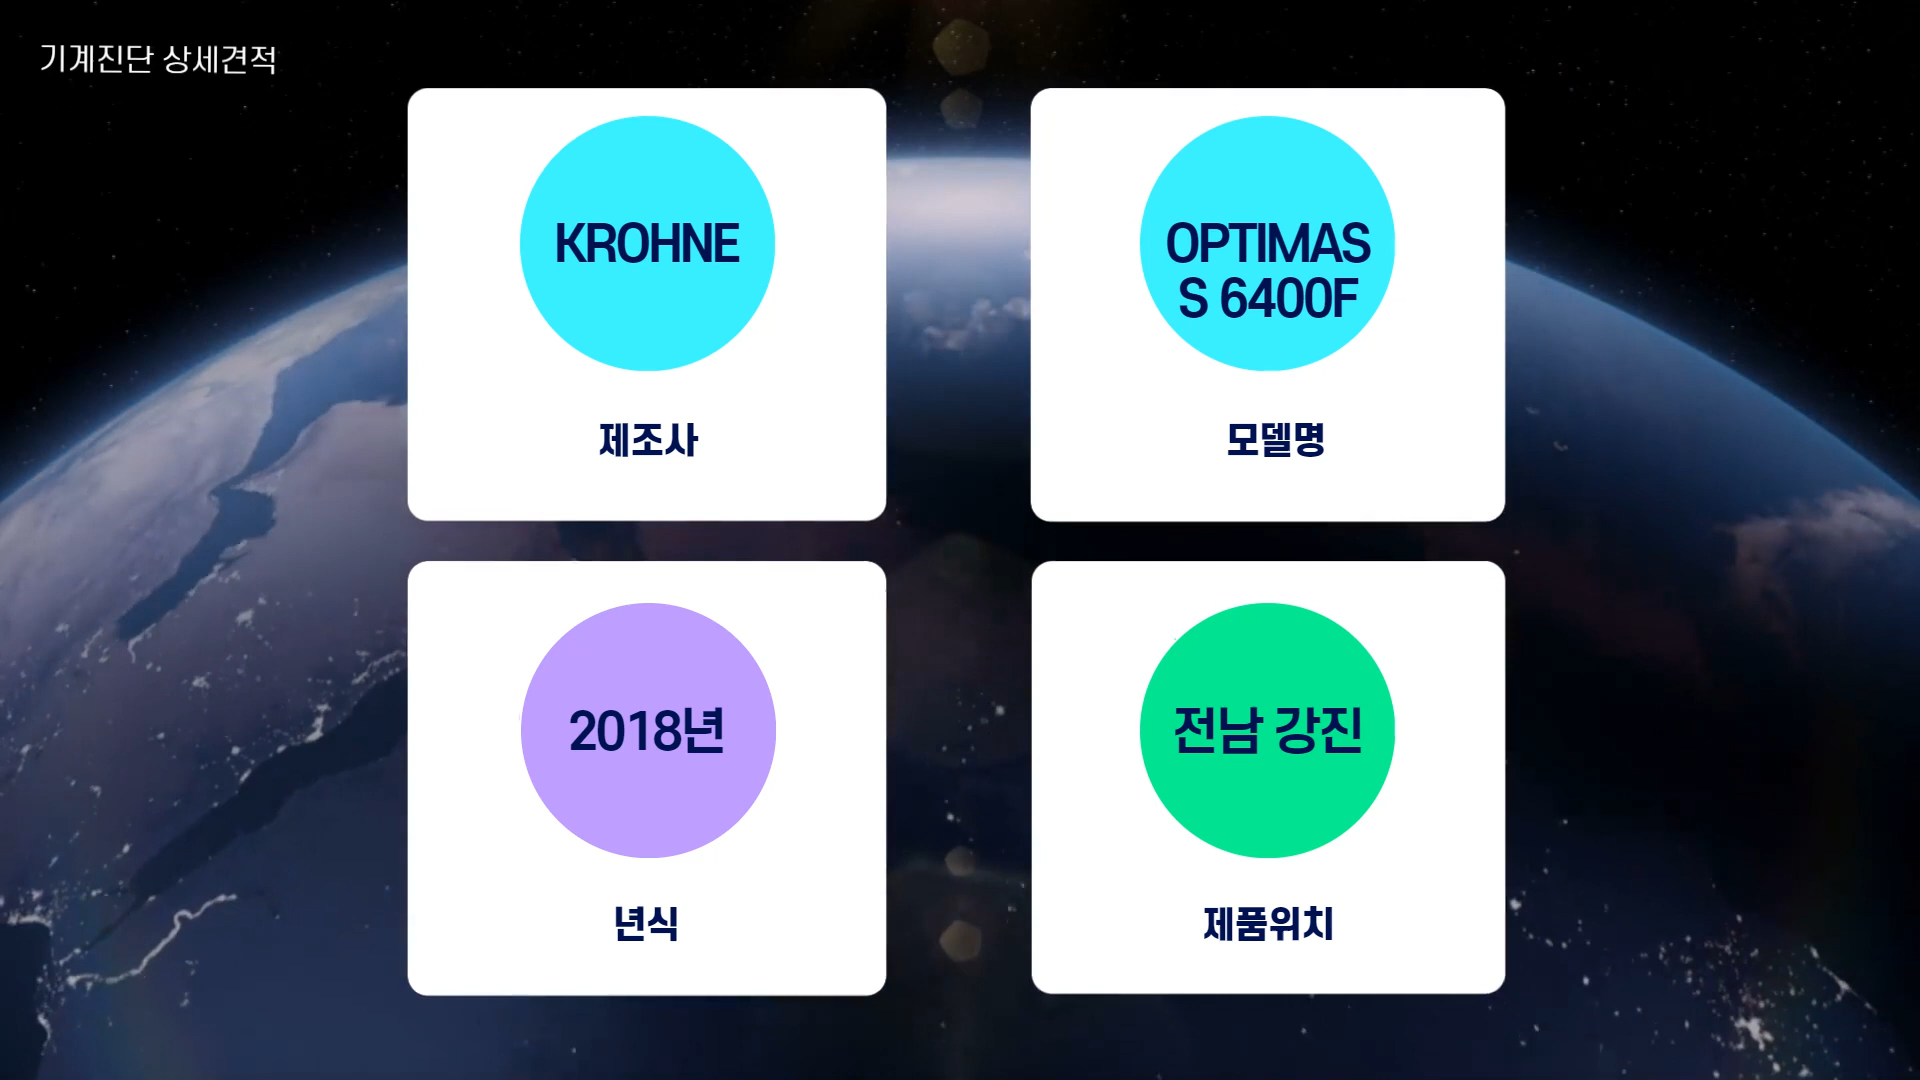 기계진단 상세견적
KROHNE
제조사
OPTIMAS
S 6400F
모델명
2018년
년식
전남 강진
제품위치